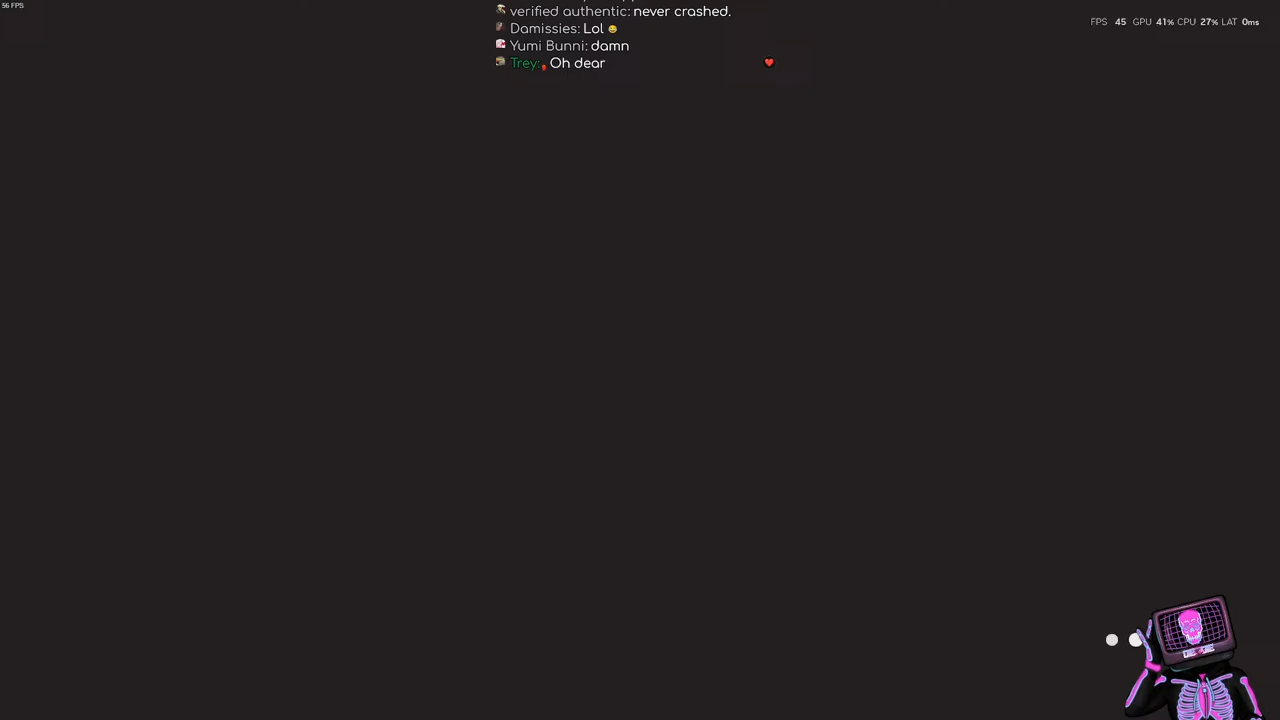 56 FPS
verified authentic: never crashed.
FPS 45 GPU 41% CPU 27% LAT 0ms
Damissies: Lol 😂
Yumi Bunni: damn
Trey: Oh dear